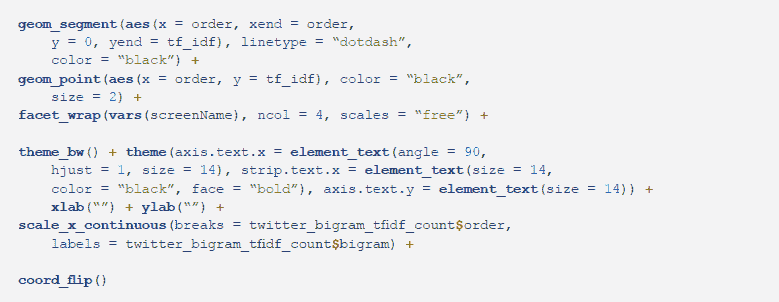 geom_segment(aes(x = order, xend = order,
y = 0, yend = tf_idf), linetype = “dotdash”,
color = “black”) +
geom_point(aes(x = order, y = tf_idf), color = “black”,
size = 2) +
facet_wrap(vars(screenName), ncol = 4, scales = “free”) +
theme_bw() + theme(axis.text.x = element_text(angle = 90,
hjust = 1, size = 14), strip.text.x = element_text(size = 14,
color = “black”, face = “bold”), axis.text.y = element_text(size = 14)) +
xlab(“”) + ylab(“”) +
scale_x_continuous(breaks = twitter_bigram_tfidf_count$order,
labels = twitter_bigram_tfidf_count$bigram) +
coord_flip()